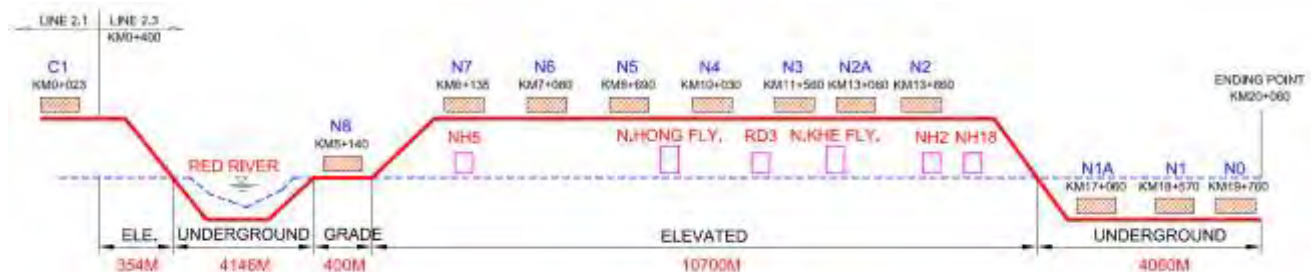 LINE 2.1 LINE 2.3
KM0+400
C1
KM0+023
N8
KM5+140
N7
KM6+135
N6
KM7+080
N5
KM8+690
N4
KM10+030
N3
KM11+560
N2A
KM13+060
N2
KM13+860
ENDING POINT
KM20+060
RED RIVER
NH5
N.HONG FLY.
RD3
N.KHE FLY.
NH2
NH18
N1A
KM17+060
N1
KM18+570
N0
KM19+760
ELE. UNDERGROUND GRADE ELEVATED UNDERGROUND
354M 4146M 400M 10700M 4060M